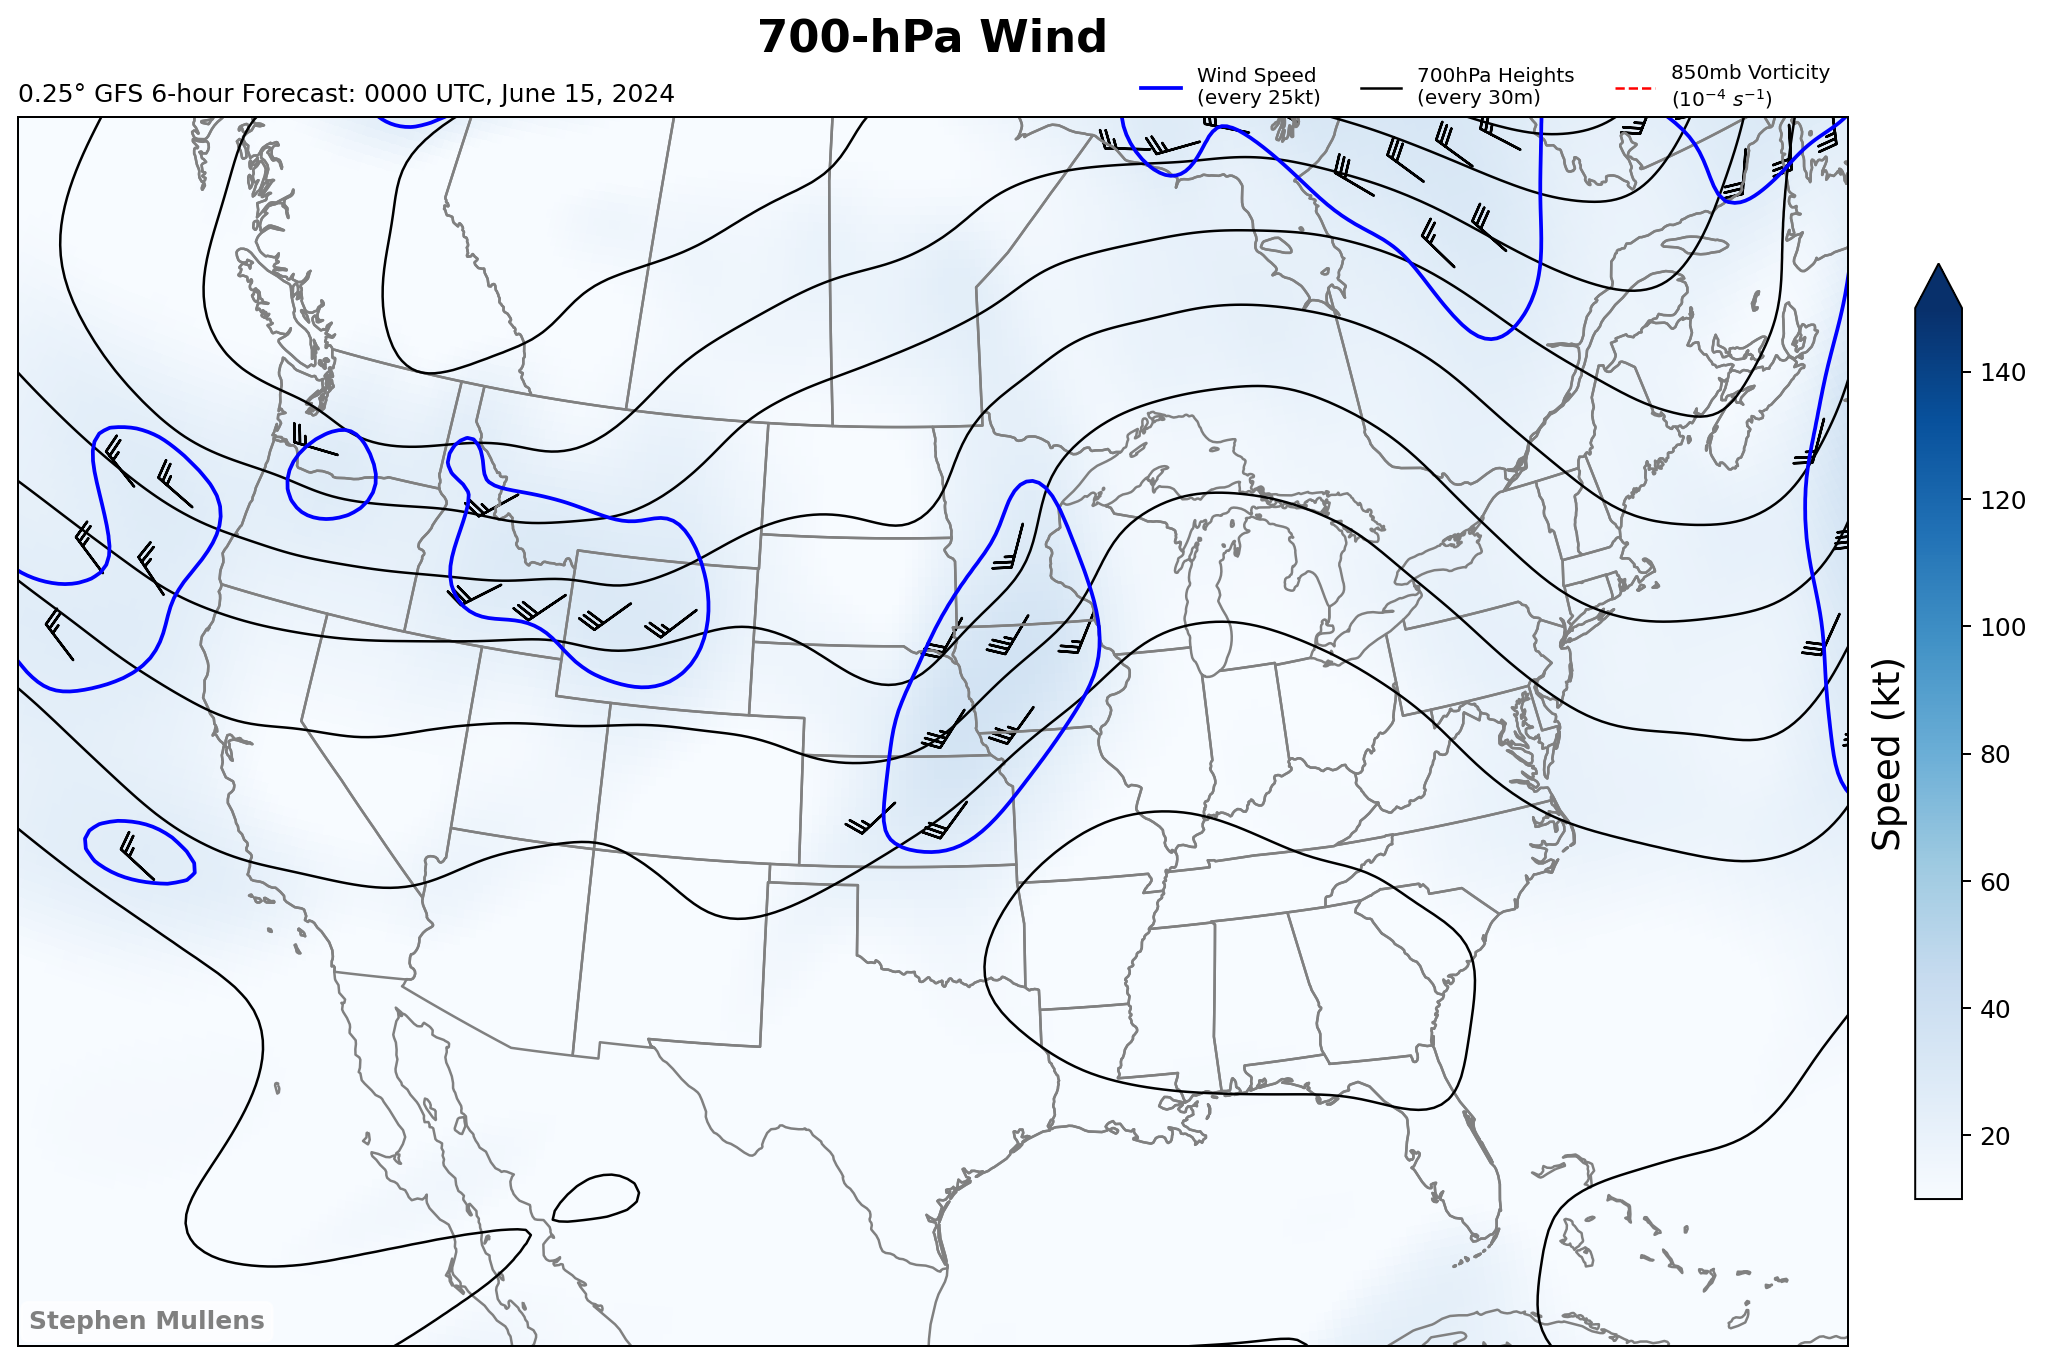 700-hPa Wind
0.25° GFS 6-hour Forecast: 0000 UTC, June 15, 2024
Wind Speed
(every 25kt)
700hPa Heights
(every 30m)
850mb Vorticity
(10⁻⁴ s⁻¹)
140
120
100
80
60
40
20
Speed (kt)
Stephen Mullens